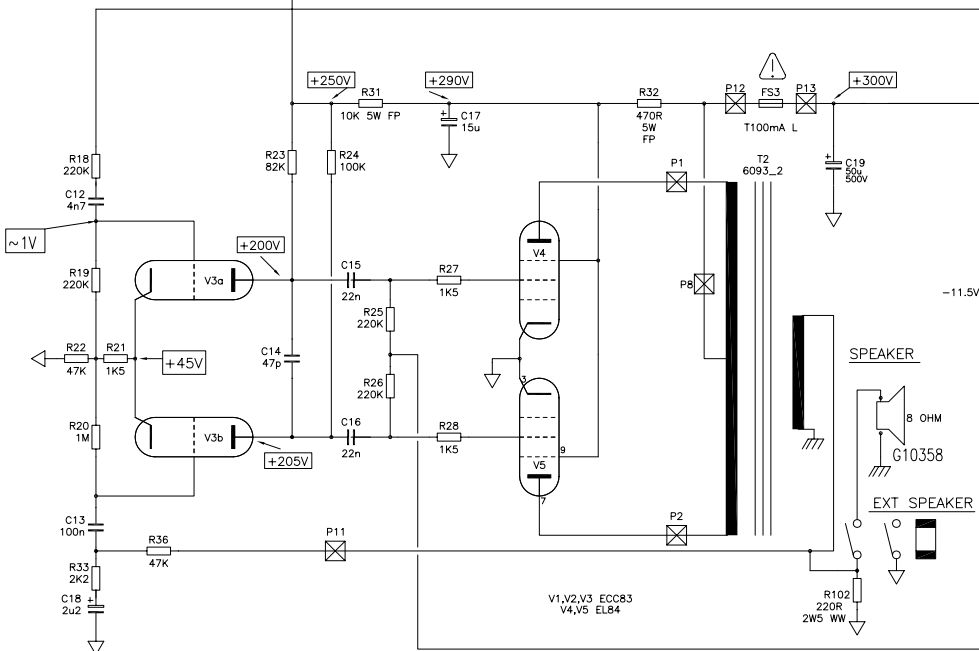 +250V
R31
10K 5W FP
+290V
C17
15u
R32
470R
5W
FP
P12
FS3
P13
T100mA L
+300V
R18
220K
C12
4n7
~1V
R23
82K
R24
100K
P1
T2
6093_2
C19
50u
500V
R19
220K
V3a
+200V
C15
22n
R27
1K5
V4
P8
-11.5V
R25
220K
R22
47K
R21
1K5
+45V
C14
47p
R26
220K
3
SPEAKER
R20
1M
V3b
+205V
C16
22n
R28
1K5
9
V5
7
8 OHM
G10358
C13
100n
R36
47K
P11
P2
EXT SPEAKER
R33
2K2
C18
2u2
V1,V2,V3 ECC83
V4,V5 EL84
R102
220R
2W5 WW